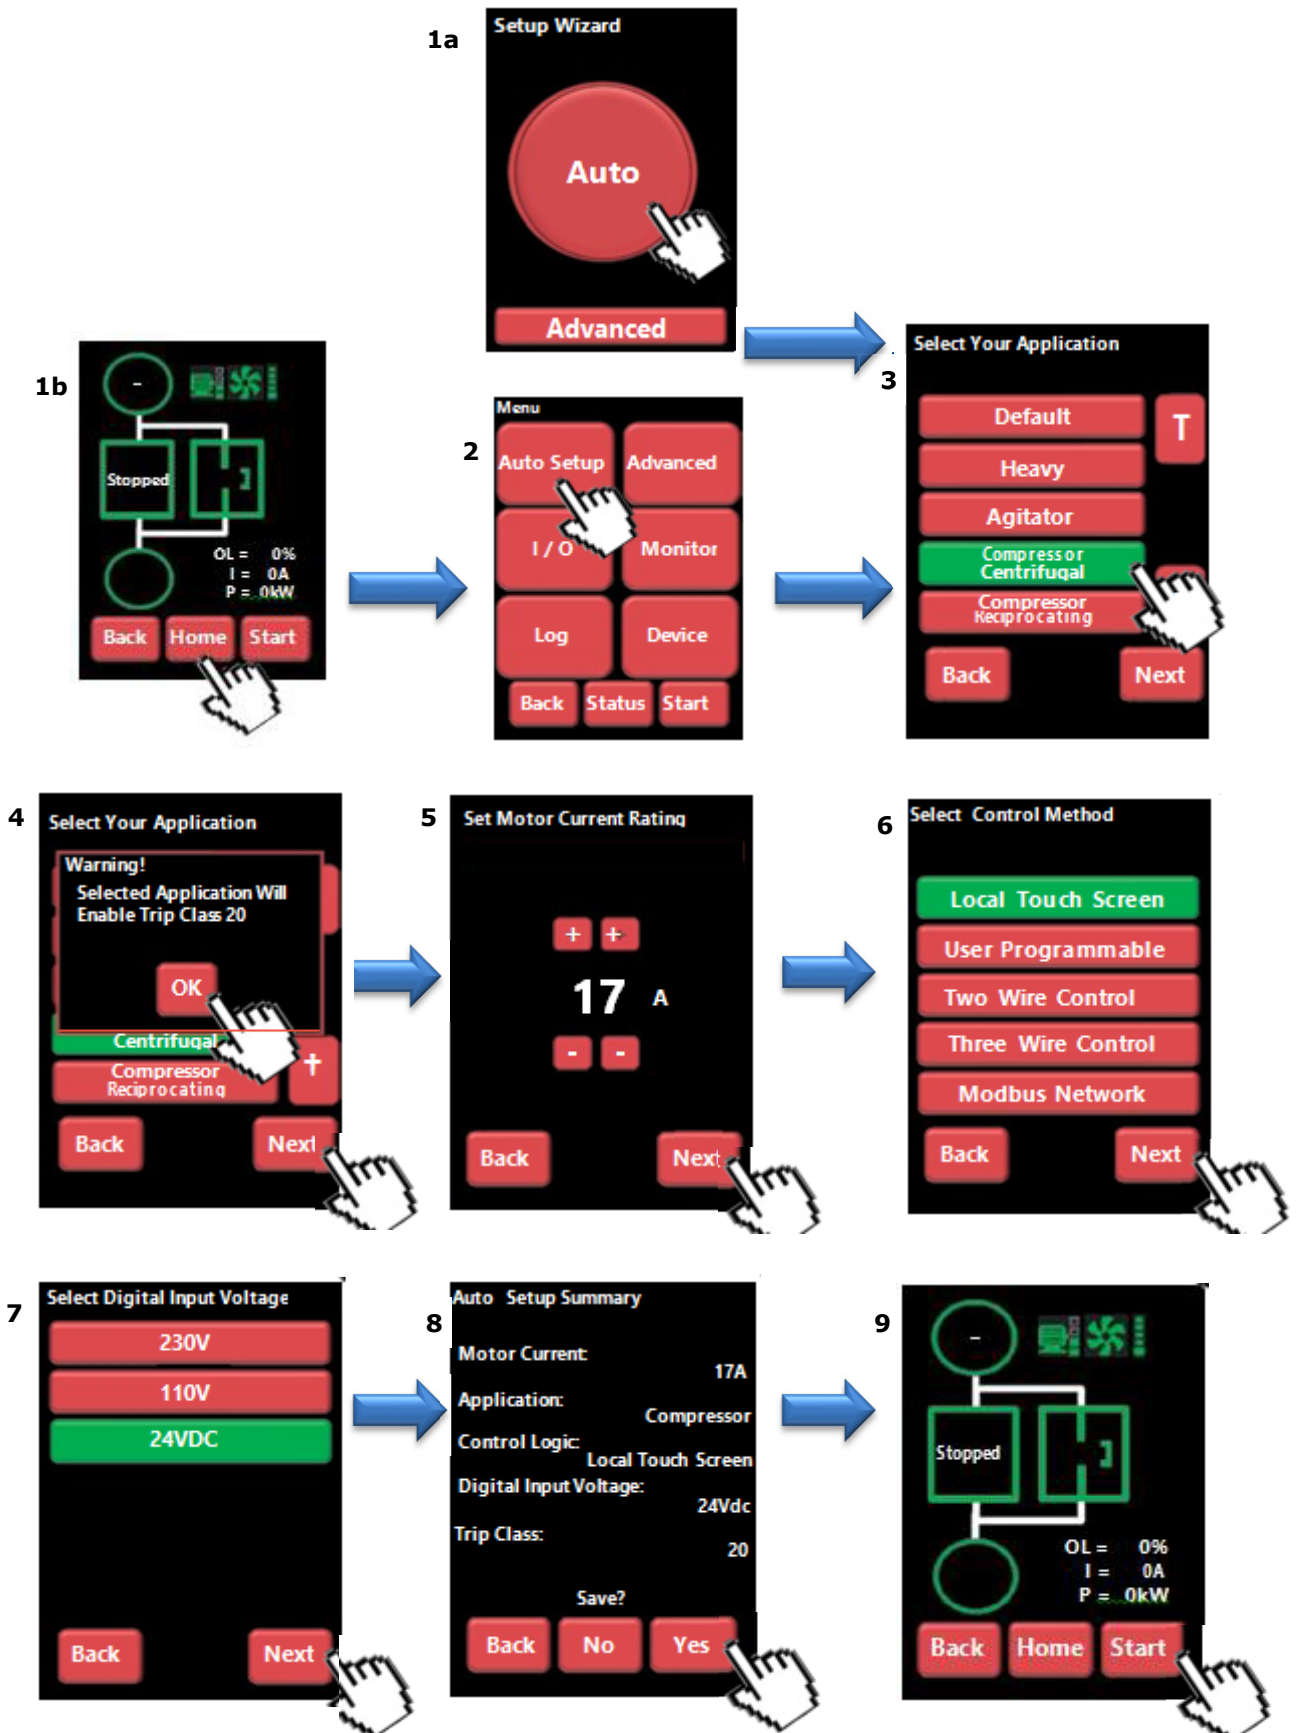 1a
Setup Wizard
Auto
Advanced
1b
-
Stopped
OL = 0%
I = 0A
P = 0kW
Back Home Start
2
Menu
Auto Setup Advanced
I / O Monitor
Log Device
Back Status Start
3
Select Your Application
Default
Heavy
Agitator
Compressor
Centrifugal
Compressor
Reciprocating
Back Next
4
Select Your Application
Warning!
Selected Application Will
Enable Trip Class 20
OK
Centrifugal
Compressor
Reciprocating
Back Next
5
Set Motor Current Rating
+ +
17 A
- -
Back Next
6
Select Control Method
Local Touch Screen
User Programmable
Two Wire Control
Three Wire Control
Modbus Network
Back Next
7
Select Digital Input Voltage
230V
110V
24VDC
Back Next
8
Auto Setup Summary
Motor Current:
17A
Application:
Compressor
Control Logic:
Local Touch Screen
Digital Input Voltage:
24Vdc
Trip Class:
20
Save?
Back No Yes
9
-
Stopped
OL = 0%
I = 0A
P = 0kW
Back Home Start